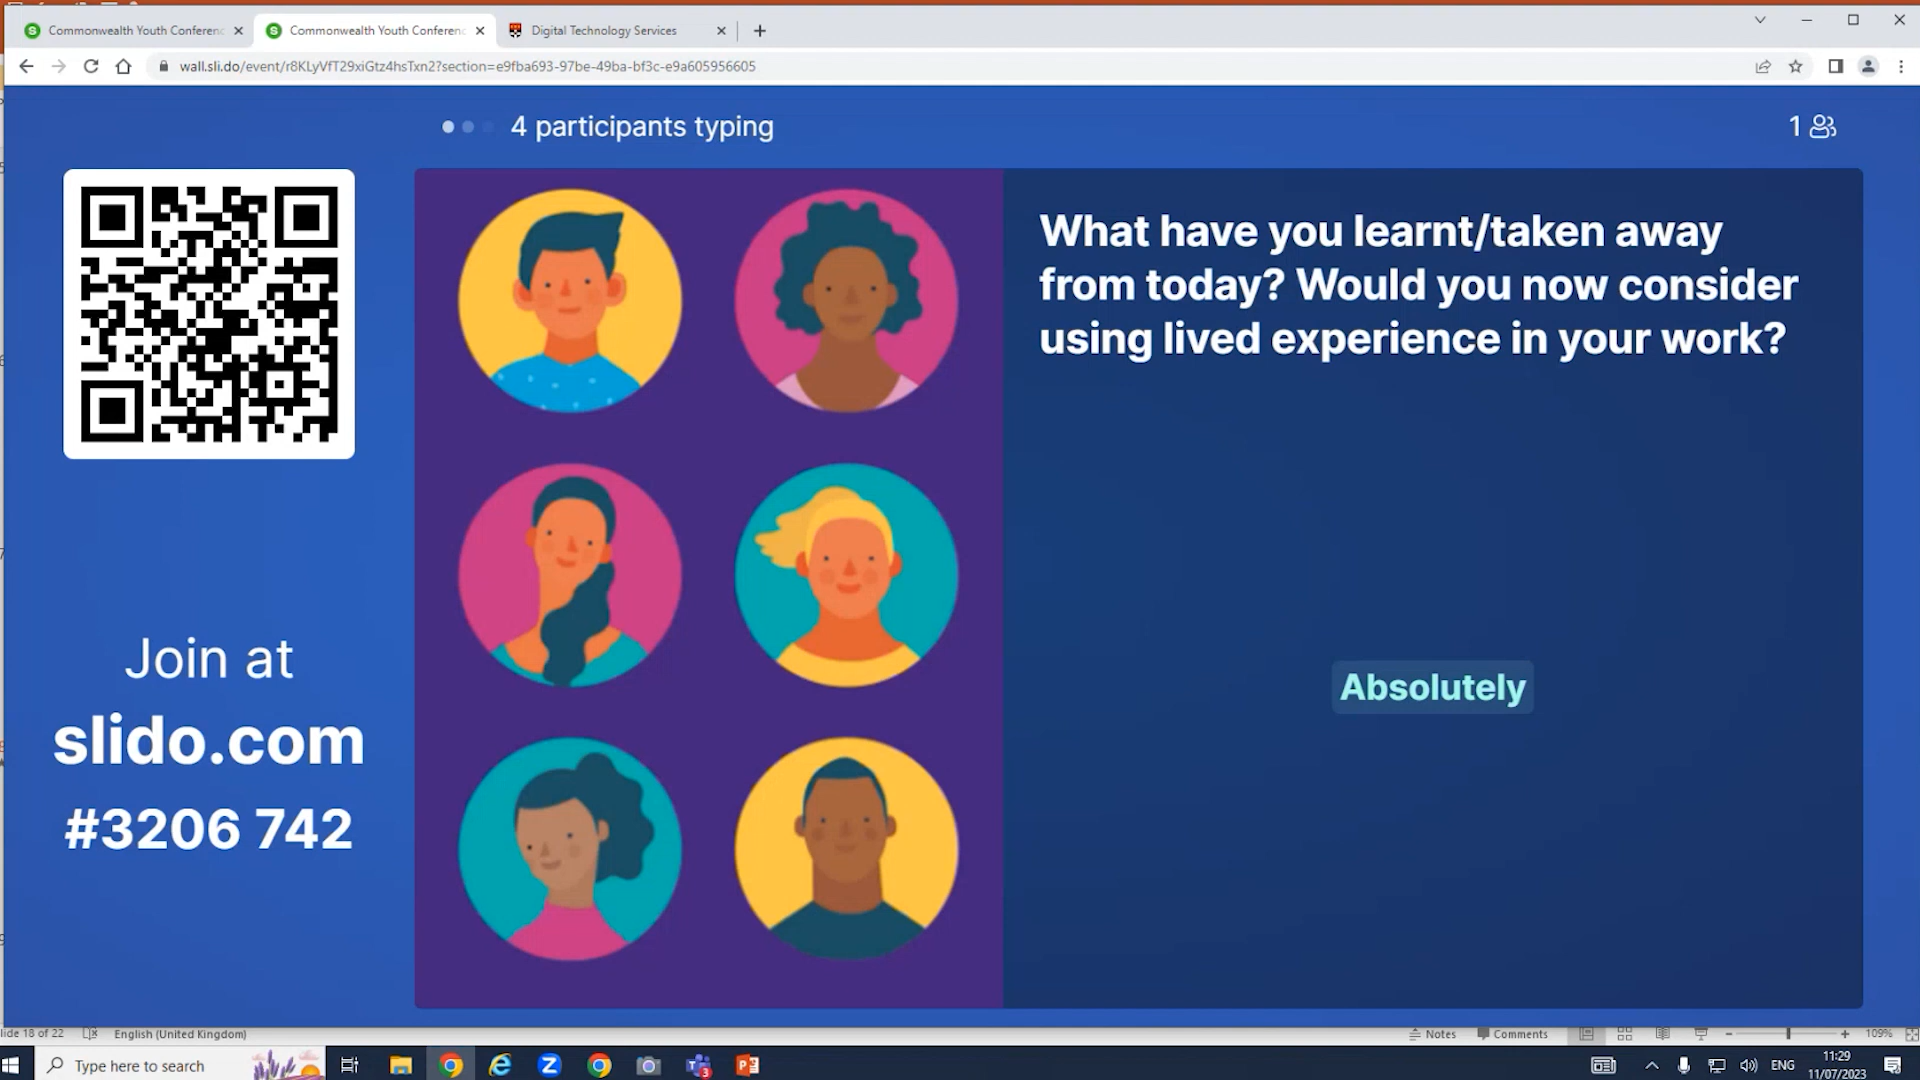 Commonwealth Youth Conferenc
Commonwealth Youth Conferenc
Digital Technology Services
wall.sli.do/event/r8KLyVfT29xiGtz4hsTxn2?section=e9fba693-97be-49ba-bf3c-e9a605956605
4 participants typing
1
What have you learnt/taken away
from today? Would you now consider
using lived experience in your work?
Absolutely
Join at
slido.com
#3206 742
lide 18 of 22
English (United Kingdom)
Notes
Comments
109%
Type here to search
3
ENG
11:29
11/07/2023